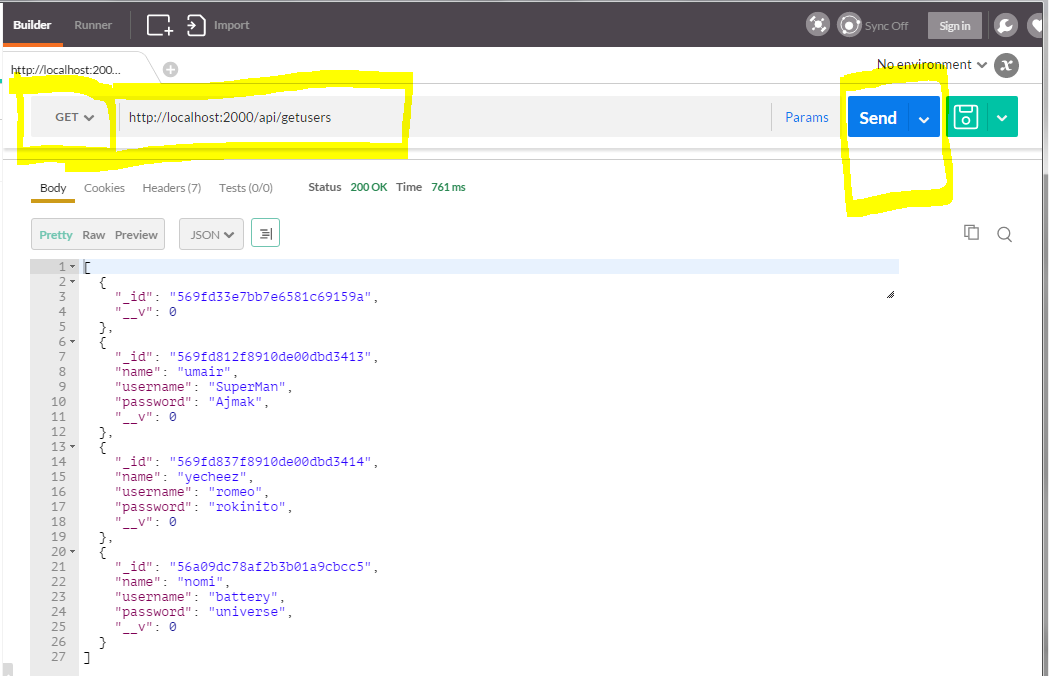 Builder Runner Import Sync Off Sign in
http://localhost:200... No environment
GET http://localhost:2000/api/getusers Params Send
Body Cookies Headers (7) Tests (0/0) Status 200 OK Time 761 ms
Pretty Raw Preview JSON
1 [
2 {
3 "_id": "569fd33e7bb7e6581c69159a",
4 "__v": 0
5 },
6 {
7 "_id": "569fd812f8910de00dbd3413",
8 "name": "umair",
9 "username": "SuperMan",
10 "password": "Ajmak",
11 "__v": 0
12 },
13 {
14 "_id": "569fd837f8910de00dbd3414",
15 "name": "yecheez",
16 "username": "romeo",
17 "password": "rokinito",
18 "__v": 0
19 },
20 {
21 "_id": "56a09dc78af2b3b01a9cbcc5",
22 "name": "nomi",
23 "username": "battery",
24 "password": "universe",
25 "__v": 0
26 }
27 ]